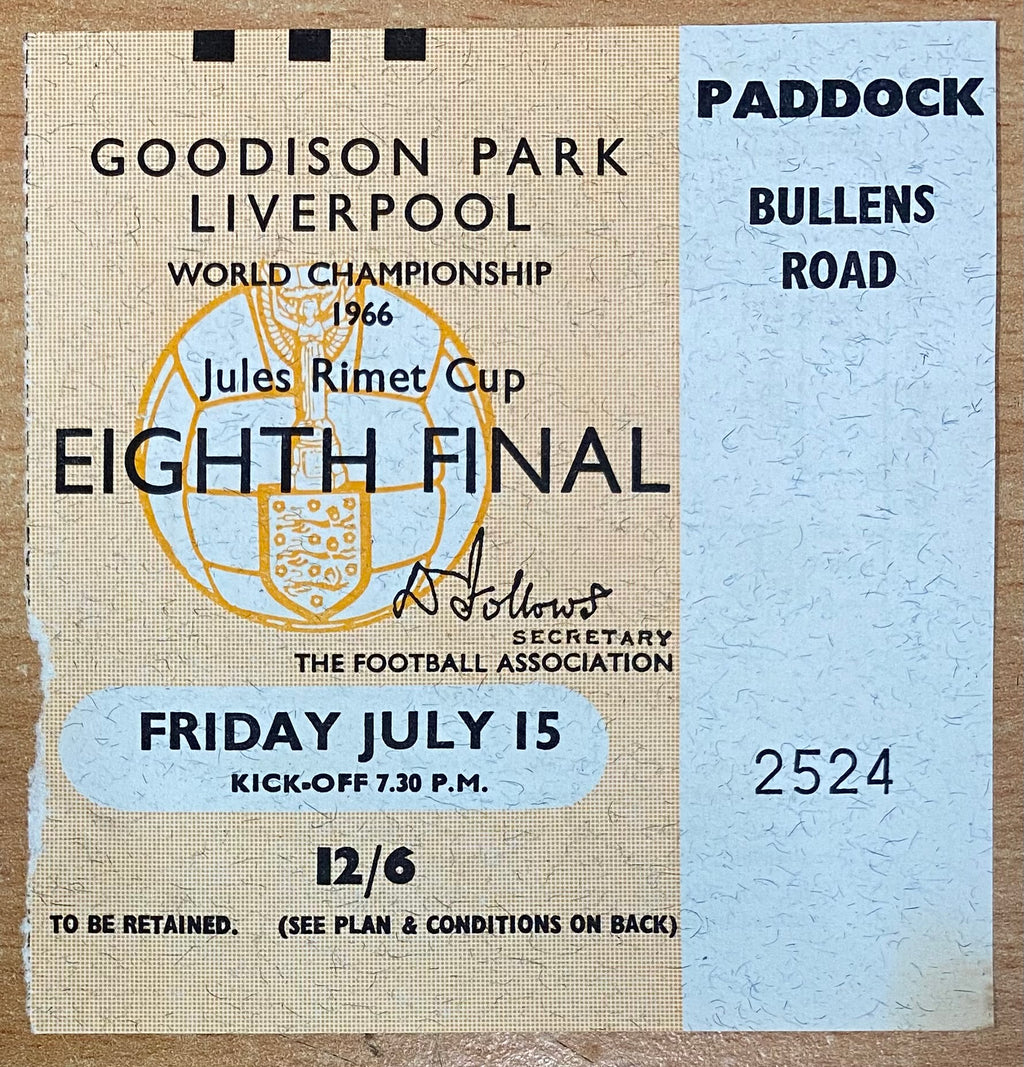 GOODISON PARK
LIVERPOOL
WORLD CHAMPIONSHIP
1966
Jules Rimet Cup
EIGHTH FINAL
D Follows
SECRETARY
THE FOOTBALL ASSOCIATION
FRIDAY JULY 15
KICK-OFF 7.30 P.M.
12/6
TO BE RETAINED. (SEE PLAN & CONDITIONS ON BACK)
PADDOCK
BULLENS
ROAD
2524